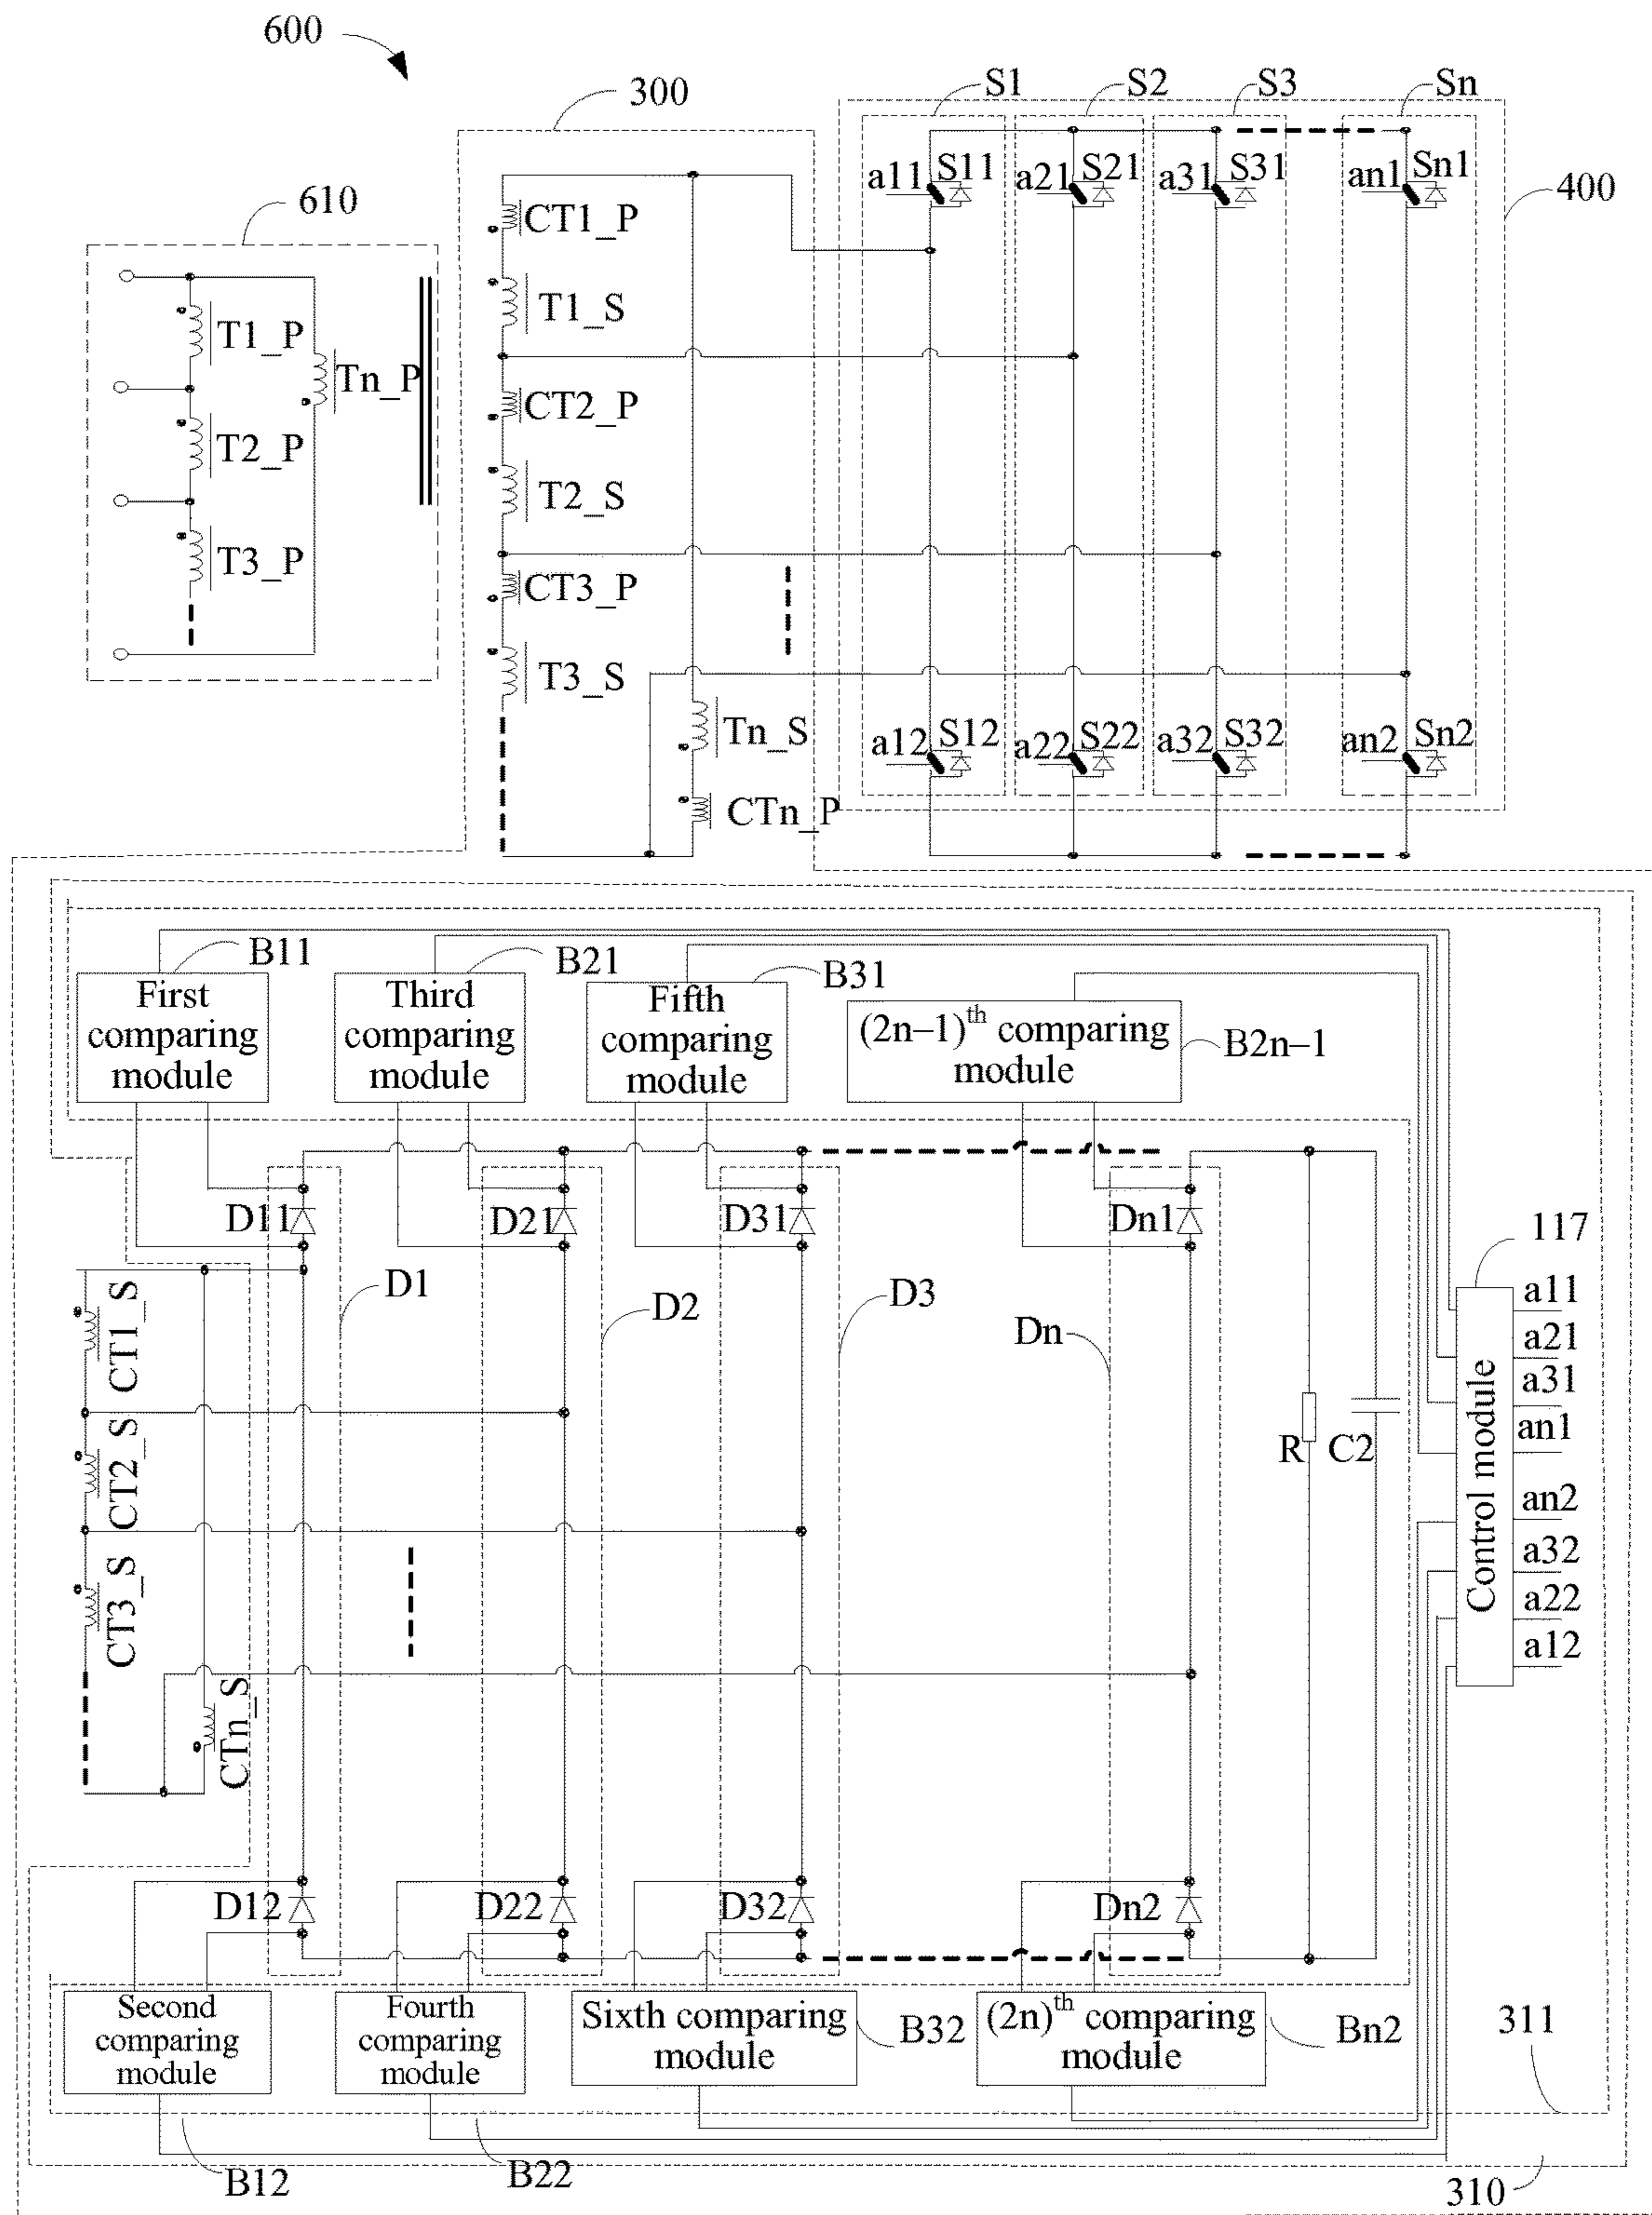 600
300
S1
S2
S3
Sn
400
610
a11
S11
a21
S21
a31
S31
an1
Sn1
CT1_P
T1_S
T1_P
Tn_P
CT2_P
T2_P
T2_S
T3_P
CT3_P
T3_S
Tn_S
CTn_P
a12
S12
a22
S22
a32
S32
an2
Sn2
B11
B21
B31
B2n–1
First
comparing
module
Third
comparing
module
Fifth
comparing
module
(2n–1)th comparing
module
D11
D21
D31
Dn1
117
D1
D2
D3
Dn
CT1_S
CT2_S
CT3_S
CTn_S
R
C2
Control module
a11
a21
a31
an1
an2
a32
a22
a12
D12
D22
D32
Dn2
Second
comparing
module
Fourth
comparing
module
Sixth comparing
module
B32
(2n)th comparing
module
Bn2
311
B12
B22
310